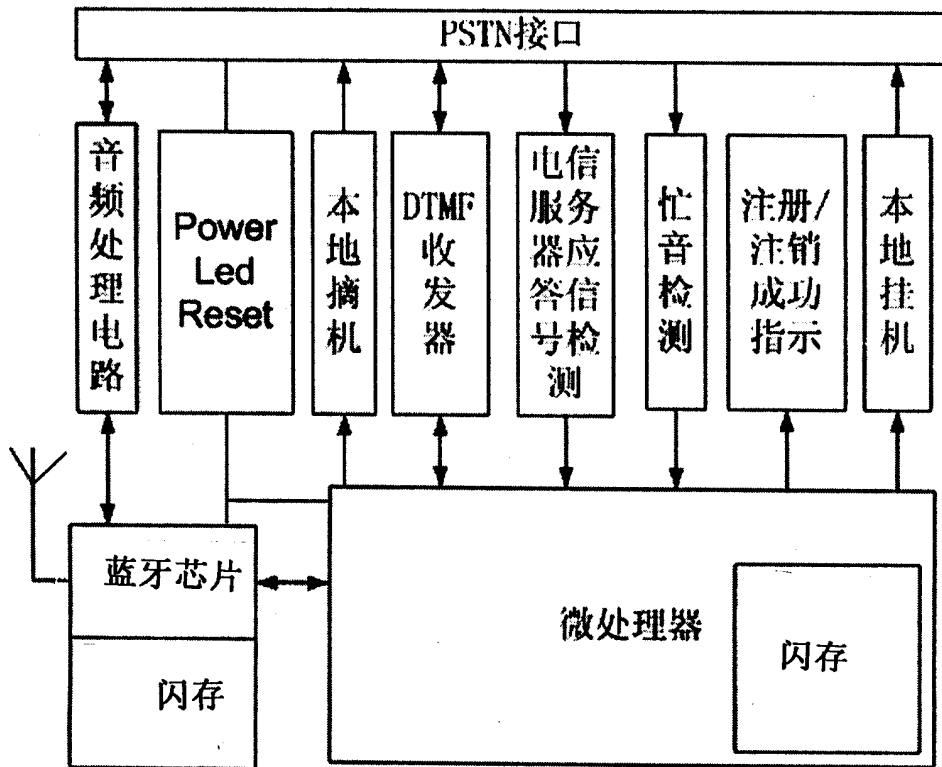 PSTN接口
音频处理电路
Power
Led
Reset
本地摘机
DTMF
收
发
器
电信
服务
器应
答信
号检
测
忙音检测
注册/
注销
成功
指示
本地挂机
蓝牙芯片
闪存
微处理器
闪存